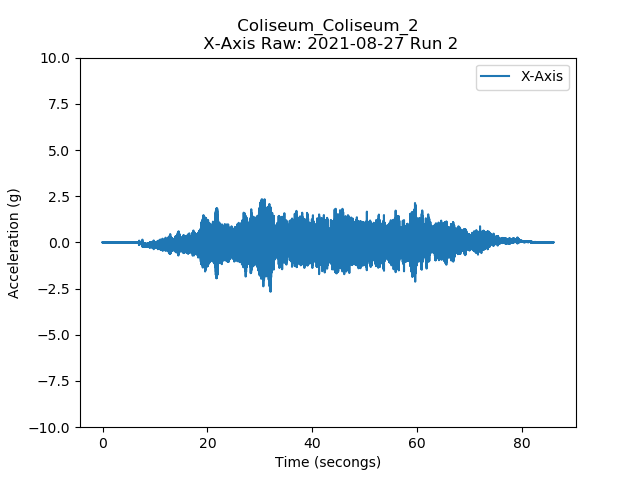 Coliseum_Coliseum_2
X-Axis Raw: 2021-08-27 Run 2
X-Axis
10.0
7.5
5.0
2.5
0.0
−2.5
−5.0
−7.5
−10.0
Acceleration (g)
0 20 40 60 80
Time (secongs)